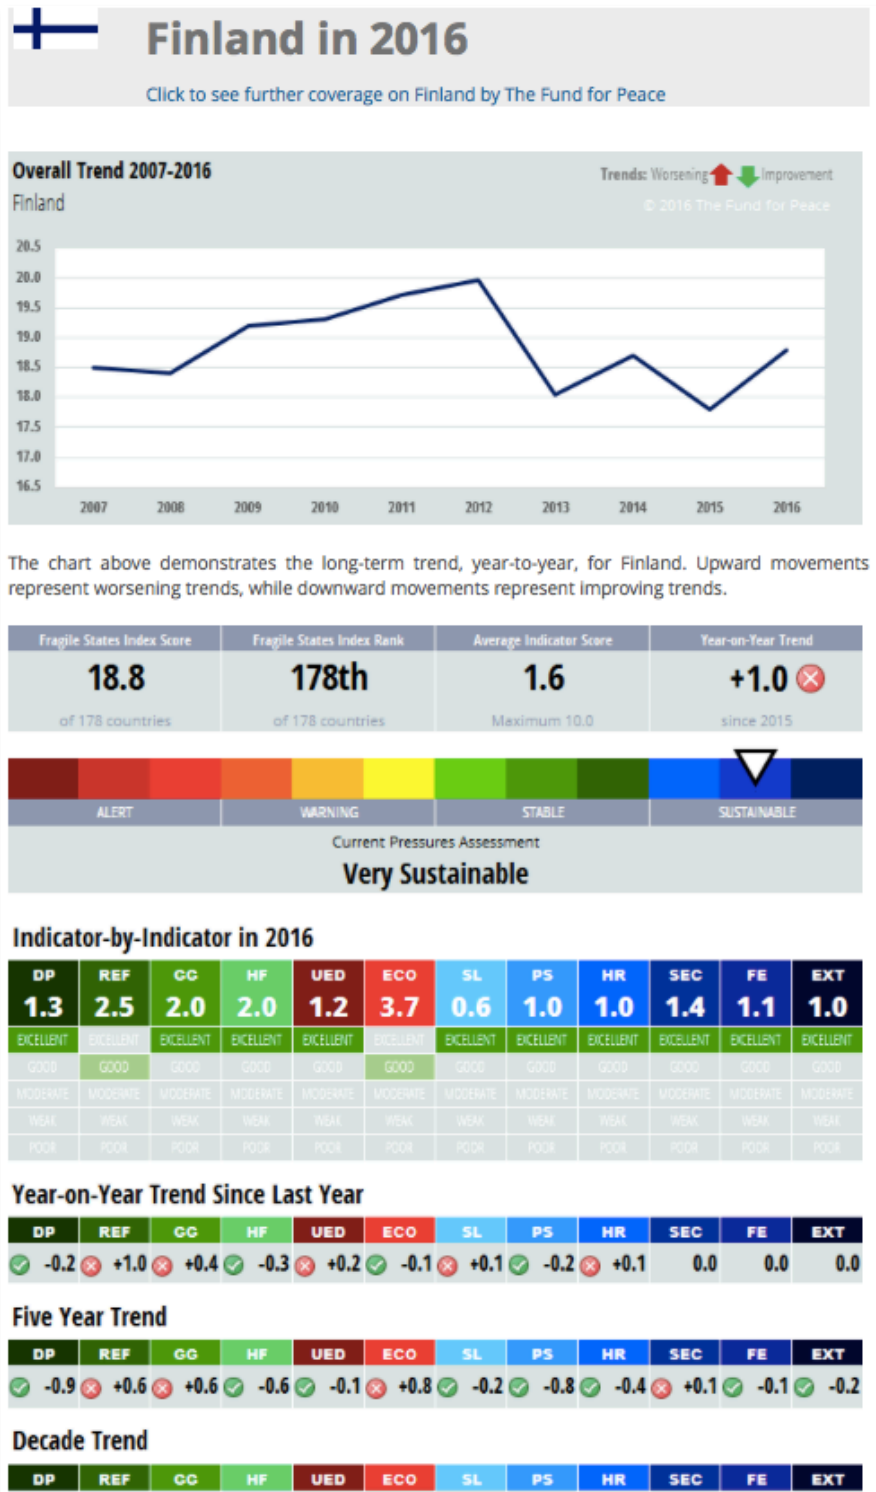 Finland in 2016
Click to see further coverage on Finland by The Fund for Peace
Overall Trend 2007-2016
Trends: Worsening Improvement
Finland
© 2016 The Fund for Peace
20.5
20.0
19.5
19.0
18.5
18.0
17.5
17.0
16.5
2007 2008 2009 2010 2011 2012 2013 2014 2015 2016
The chart above demonstrates the long-term trend, year-to-year, for Finland. Upward movements
represent worsening trends, while downward movements represent improving trends.
Fragile States Index Score Fragile States Index Rank Average Indicator Score Year-on-Year Trend
18.8 178th 1.6 +1.0
of 178 countries of 178 countries Maximum 10.0 since 2015
ALERT WARNING STABLE SUSTAINABLE
Current Pressures Assessment
Very Sustainable
Indicator-by-Indicator in 2016
DP REF GG HF UED ECO SL PS HR SEC FE EXT
1.3 2.5 2.0 2.0 1.2 3.7 0.6 1.0 1.0 1.4 1.1 1.0
EXCELLENT EXCELLENT EXCELLENT EXCELLENT EXCELLENT EXCELLENT EXCELLENT EXCELLENT EXCELLENT EXCELLENT EXCELLENT EXCELLENT
GOOD GOOD GOOD GOOD GOOD GOOD GOOD GOOD GOOD GOOD GOOD GOOD
MODERATE MODERATE MODERATE MODERATE MODERATE MODERATE MODERATE MODERATE MODERATE MODERATE MODERATE MODERATE
WEAK WEAK WEAK WEAK WEAK WEAK WEAK WEAK WEAK WEAK WEAK WEAK
POOR POOR POOR POOR POOR POOR POOR POOR POOR POOR POOR POOR
Year-on-Year Trend Since Last Year
DP REF GG HF UED ECO SL PS HR SEC FE EXT
-0.2 +1.0 +0.4 -0.3 +0.2 -0.1 +0.1 -0.2 +0.1 0.0 0.0 0.0
Five Year Trend
DP REF GG HF UED ECO SL PS HR SEC FE EXT
-0.9 +0.6 +0.6 -0.6 -0.1 +0.8 -0.2 -0.8 -0.4 +0.1 -0.1 -0.2
Decade Trend
DP REF GG HF UED ECO SL PS HR SEC FE EXT